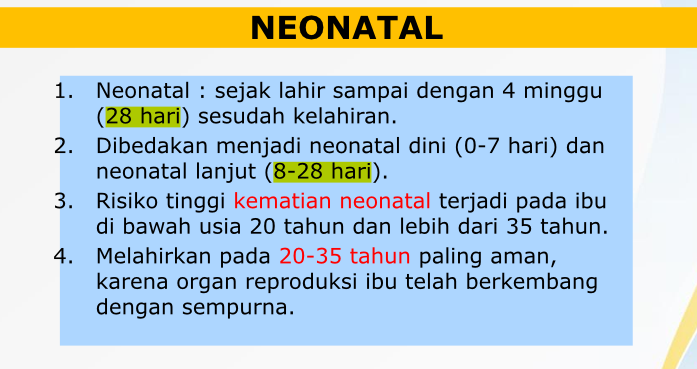 NEONATAL
1. Neonatal : sejak lahir sampai dengan 4 minggu
(28 hari) sesudah kelahiran.
2. Dibedakan menjadi neonatal dini (0-7 hari) dan
neonatal lanjut (8-28 hari).
3. Risiko tinggi kematian neonatal terjadi pada ibu
di bawah usia 20 tahun dan lebih dari 35 tahun.
4. Melahirkan pada 20-35 tahun paling aman,
karena organ reproduksi ibu telah berkembang
dengan sempurna.